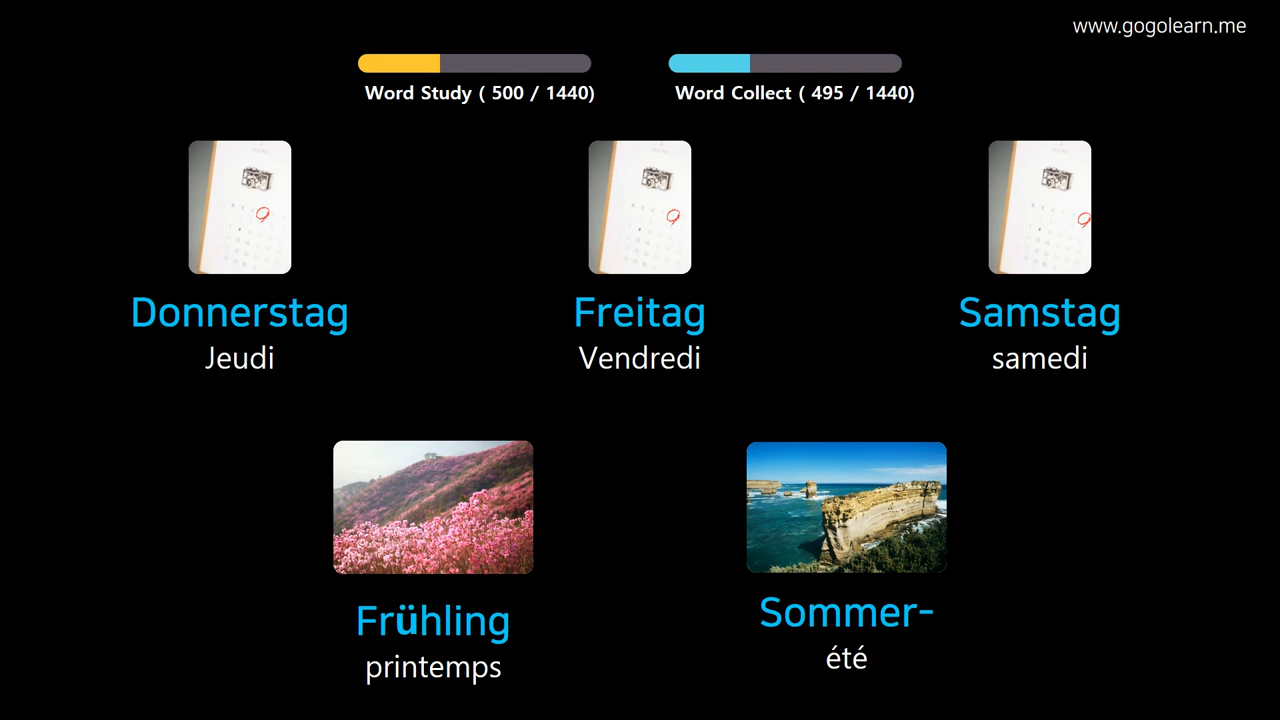 www.gogolearn.me
Word Study ( 500 / 1440)
Word Collect ( 495 / 1440)
Donnerstag
Jeudi
Freitag
Vendredi
Samstag
samedi
Frühling
printemps
Sommer-
été